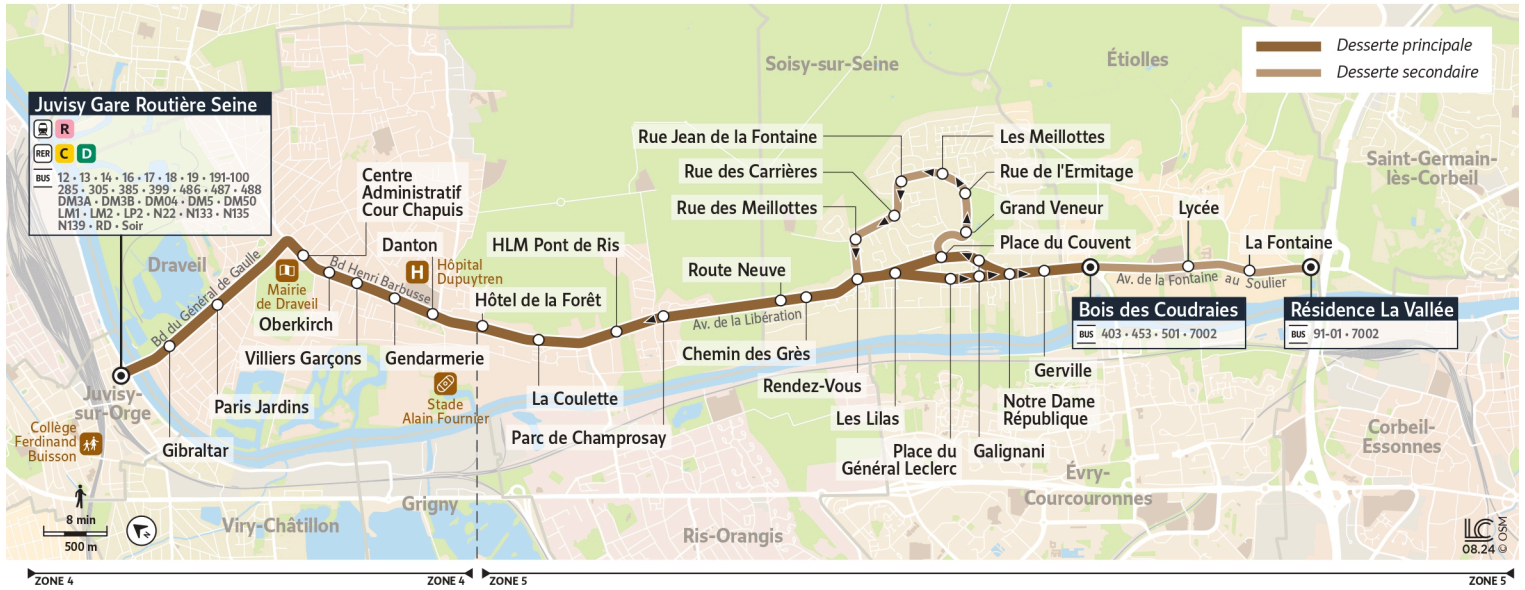 Desserte principale
Desserte secondaire
Soisy-sur-Seine
Étiolles
Saint-Germain-
lès-Corbeil
Juvisy Gare Routière Seine
R
RER
C
D
BUS
12 • 13 • 14 • 16 • 17 • 18 • 19 • 191-100
285 • 305 • 385 • 399 • 486 • 487 • 488
DM3A • DM3B • DM04 • DM5 • DM50
LM1 • LM2 • LP2 • N22 • N133 • N135
N139 • RD • Soir
Draveil
Bd du Général de Gaulle
Mairie
de Draveil
Centre
Administratif
Cour Chapuis
Bd Henri Barbusse
Danton
H
Hôpital
Dupuytren
Oberkirch
Villiers Garçons
Gendarmerie
Hôtel de la Forêt
HLM Pont de Ris
Paris Jardins
Gibraltar
Juvisy-
sur-Orge
Collège
Ferdinand
Buisson
Stade
Alain Fournier
La Coulette
Parc de Champrosay
Route Neuve
Av. de la Libération
Chemin des Grès
Rue Jean de la Fontaine
Rue des Carrières
Rue des Meillottes
Les Meillottes
Rue de l'Ermitage
Grand Veneur
Place du Couvent
Rendez-Vous
Les Lilas
Place du
Général Leclerc
Galignani
Notre Dame
République
Gerville
Lycée
La Fontaine
Av. de la Fontaine au Soulier
Bois des Coudraies
BUS
403 • 453 • 501 • 7002
Résidence La Vallée
BUS
91-01 • 7002
Corbeil-
Essonnes
Évry-
Courcouronnes
Ris-Orangis
Grigny
Viry-Châtillon
8 min
500 m
LC
08.24
© OSM
ZONE 4
ZONE 4
ZONE 5
ZONE 5